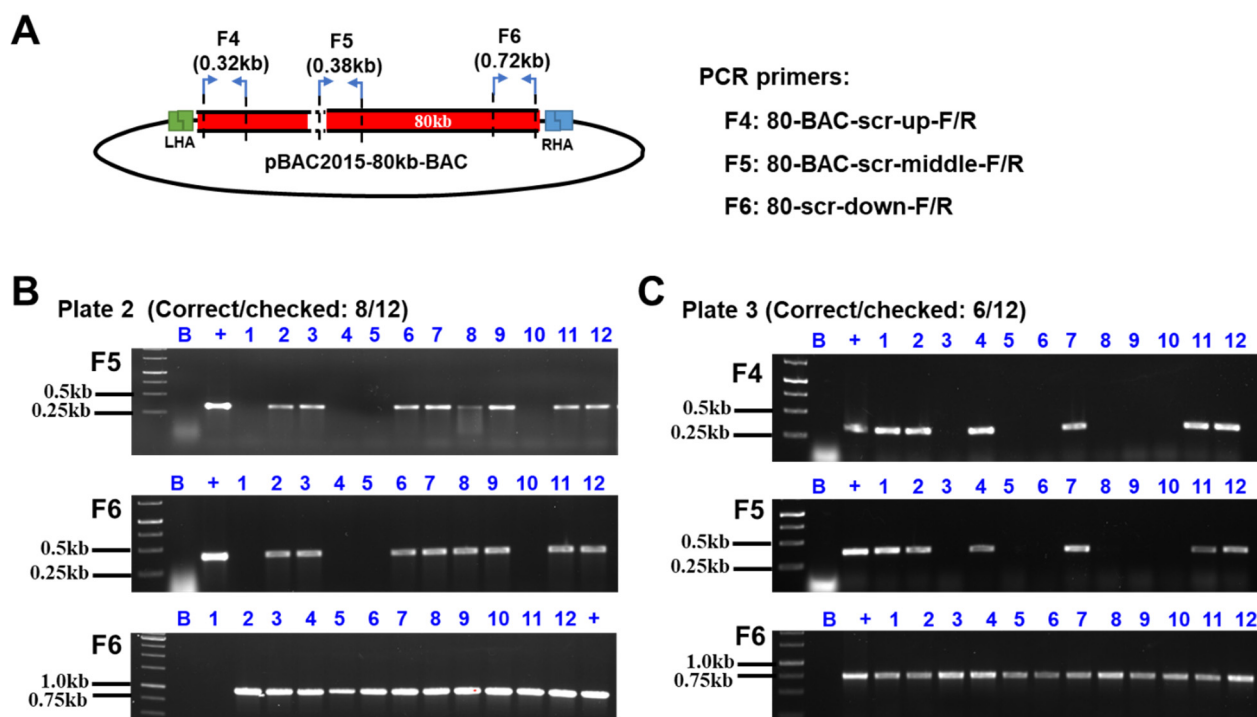 A
F4
(0.32kb)
F5
(0.38kb)
F6
(0.72kb)
80kb
LHA
RHA
pBAC2015-80kb-BAC
PCR primers:
F4: 80-BAC-scr-up-F/R
F5: 80-BAC-scr-middle-F/R
F6: 80-scr-down-F/R
B
Plate 2 (Correct/checked: 8/12)
B + 1 2 3 4 5 6 7 8 9 10 11 12
F5
0.5kb
0.25kb
B + 1 2 3 4 5 6 7 8 9 10 11 12
F6
0.5kb
0.25kb
B 1 2 3 4 5 6 7 8 9 10 11 12 +
F6
1.0kb
0.75kb
C
Plate 3 (Correct/checked: 6/12)
B + 1 2 3 4 5 6 7 8 9 10 11 12
F4
0.5kb
0.25kb
B + 1 2 3 4 5 6 7 8 9 10 11 12
F5
0.5kb
0.25kb
B + 1 2 3 4 5 6 7 8 9 10 11 12
F6
1.0kb
0.75kb